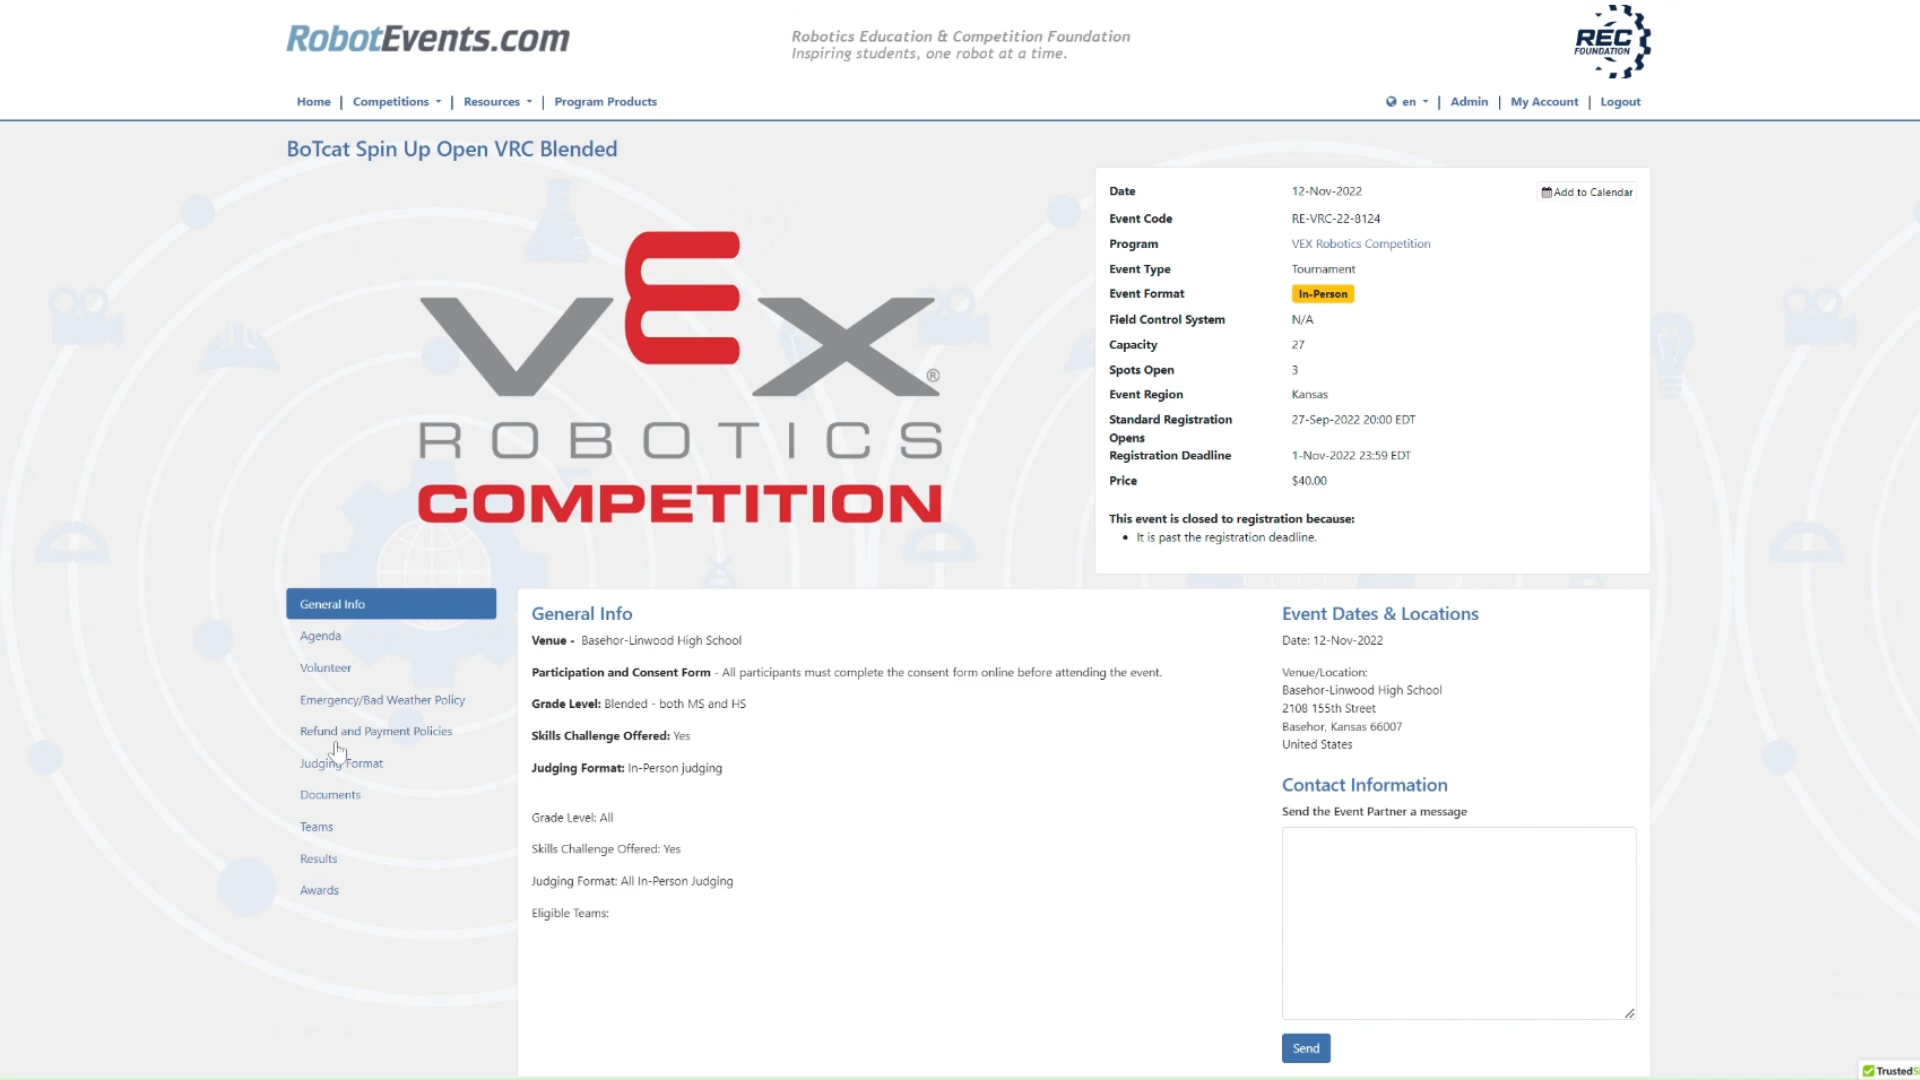 RobotEvents.com
Robotics Education & Competition Foundation
Inspiring students, one robot at a time.
REC
FOUNDATION
Home | Competitions | Resources | Program Products
en | Admin | My Account | Logout
BoTcat Spin Up Open VRC Blended
VEX®
ROBOTICS
COMPETITION
Date 12-Nov-2022
Add to Calendar
Event Code RE-VRC-22-8124
Program VEX Robotics Competition
Event Type Tournament
Event Format In-Person
Field Control System N/A
Capacity 27
Spots Open 3
Event Region Kansas
Standard Registration 27-Sep-2022 20:00 EDT
Opens
Registration Deadline 1-Nov-2022 23:59 EDT
Price $40.00
This event is closed to registration because:
• It is past the registration deadline.
General Info
Agenda
Volunteer
Emergency/Bad Weather Policy
Refund and Payment Policies
Judging Format
Documents
Teams
Results
Awards
General Info
Venue - Basehor-Linwood High School
Participation and Consent Form - All participants must complete the consent form online before attending the event.
Grade Level: Blended - both MS and HS
Skills Challenge Offered: Yes
Judging Format: In-Person judging
Grade Level: All
Skills Challenge Offered: Yes
Judging Format: All In-Person Judging
Eligible Teams:
Event Dates & Locations
Date: 12-Nov-2022
Venue/Location:
Basehor-Linwood High School
2108 155th Street
Basehor, Kansas 66007
United States
Contact Information
Send the Event Partner a message
Send
TrustedS